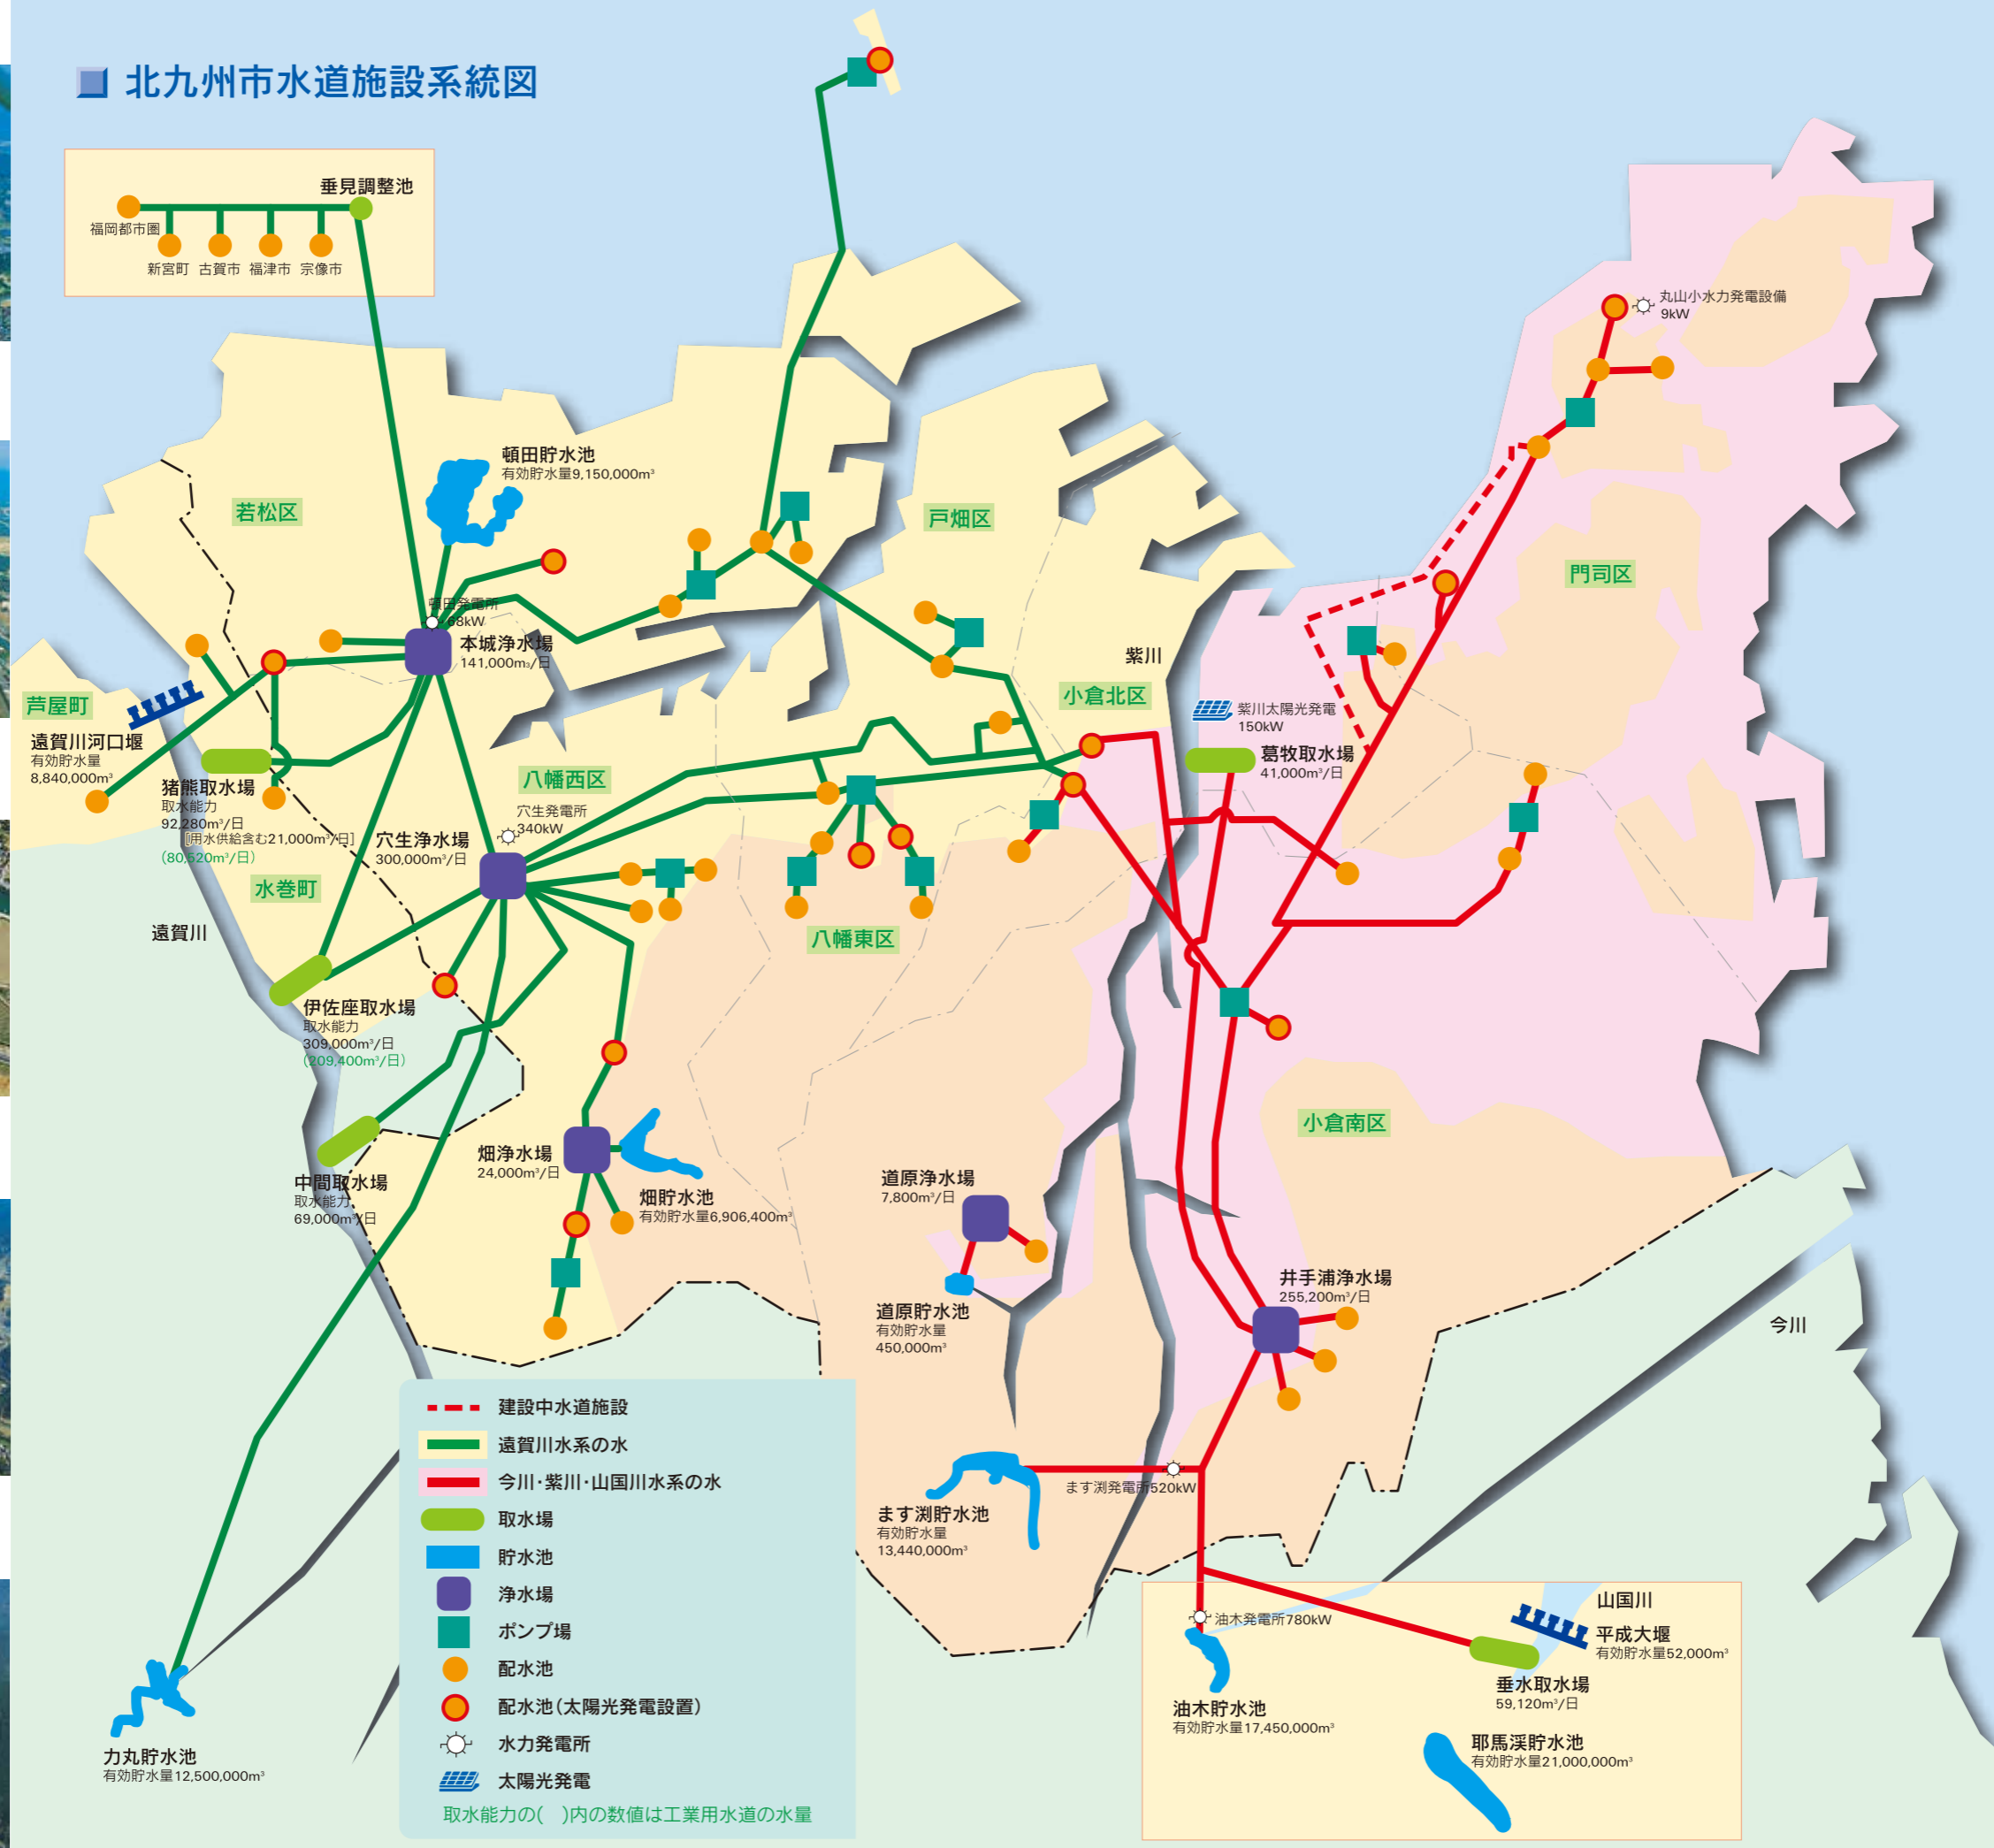 北九州市水道施設系統図
垂見調整池
福岡都市圏
新宮町 古賀市 福津市 宗像市
丸山小水力発電設備
9kW
頓田貯水池
有効貯水量9,150,000m³
若松区
戸畑区
門司区
頓田発電所
68kW
本城浄水場
141,000m³/日
紫川
小倉北区
芦屋町
遠賀川河口堰
有効貯水量
8,840,000m³
紫川太陽光発電
150kW
葛牧取水場
41,000m³/日
猪熊取水場
取水能力
92,280m³/日
[用水供給含む21,000m³/日]
(80,520m³/日)
八幡西区
穴生発電所
340kW
穴生浄水場
300,000m³/日
水巻町
遠賀川
八幡東区
伊佐座取水場
取水能力
309,000m³/日
(209,400m³/日)
小倉南区
中間取水場
取水能力
69,000m³/日
畑浄水場
24,000m³/日
畑貯水池
有効貯水量6,906,400m³
道原浄水場
7,800m³/日
道原貯水池
有効貯水量
450,000m³
井手浦浄水場
255,200m³/日
今川
ます渕貯水池
有効貯水量
13,440,000m³
ます渕発電所520kW
建設中水道施設
遠賀川水系の水
今川・紫川・山国川水系の水
取水場
貯水池
浄水場
ポンプ場
配水池
配水池(太陽光発電設置)
水力発電所
太陽光発電
取水能力の( )内の数値は工業用水道の水量
力丸貯水池
有効貯水量12,500,000m³
油木発電所780kW
油木貯水池
有効貯水量17,450,000m³
山国川
平成大堰
有効貯水量52,000m³
垂水取水場
59,120m³/日
耶馬渓貯水池
有効貯水量21,000,000m³